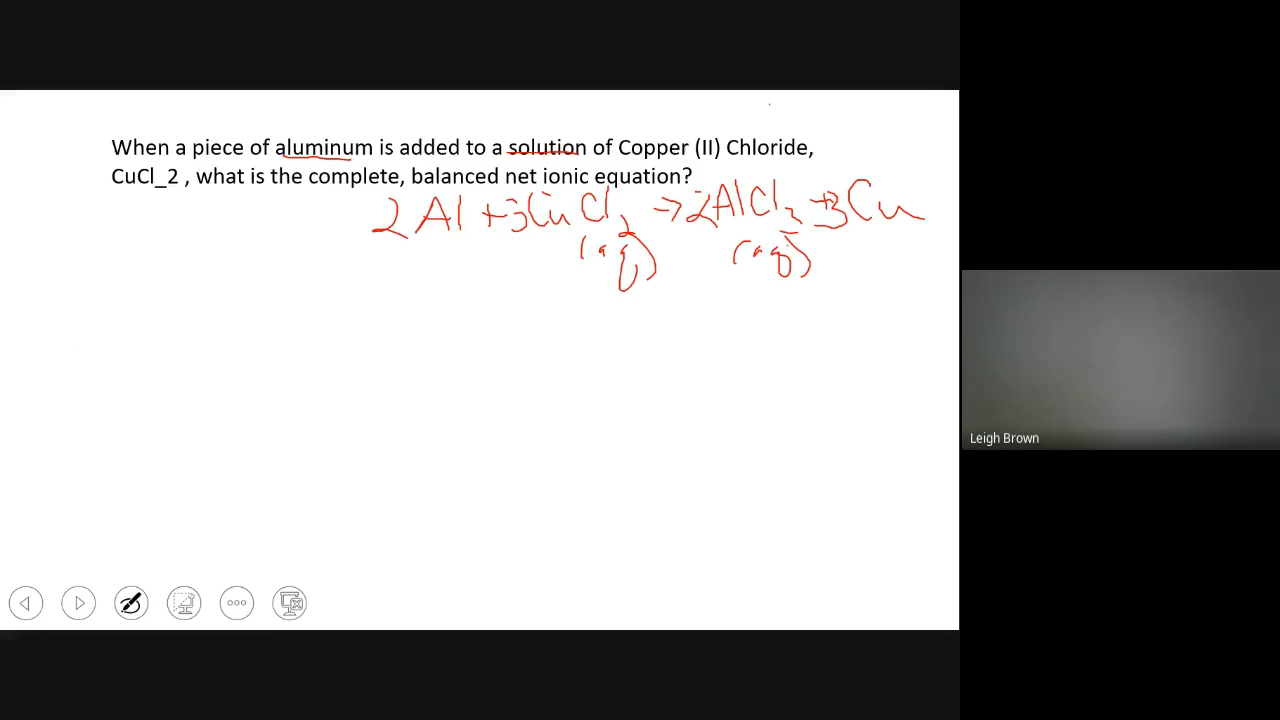 When a piece of aluminum is added to a solution of Copper (II) Chloride,
CuCl_2 , what is the complete, balanced net ionic equation?
2 Al + 3CuCl2 → 2AlCl3 + 3Cu
(aq) (aq)
Leigh Brown